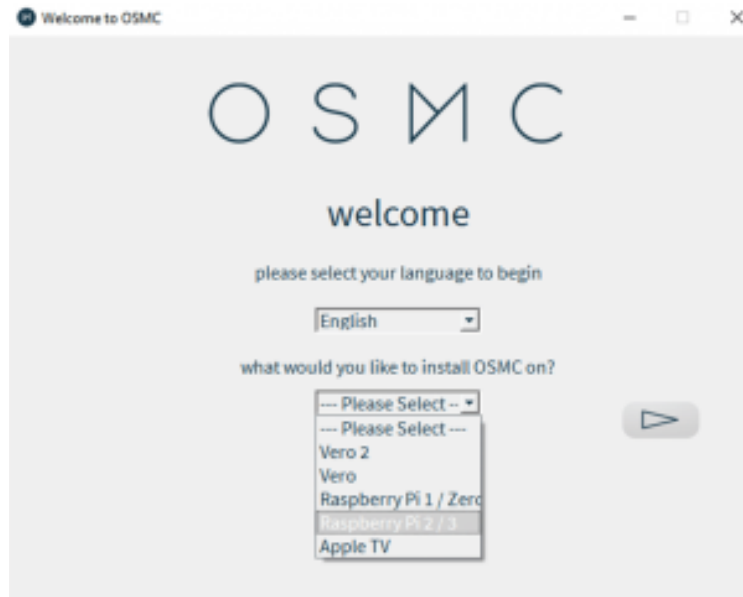 Welcome to OSMC
OSMC
welcome
please select your language to begin
English
what would you like to install OSMC on?
--- Please Select --
--- Please Select ---
Vero 2
Vero
Raspberry Pi 1 / Zero
Raspberry Pi 2 / 3
Apple TV